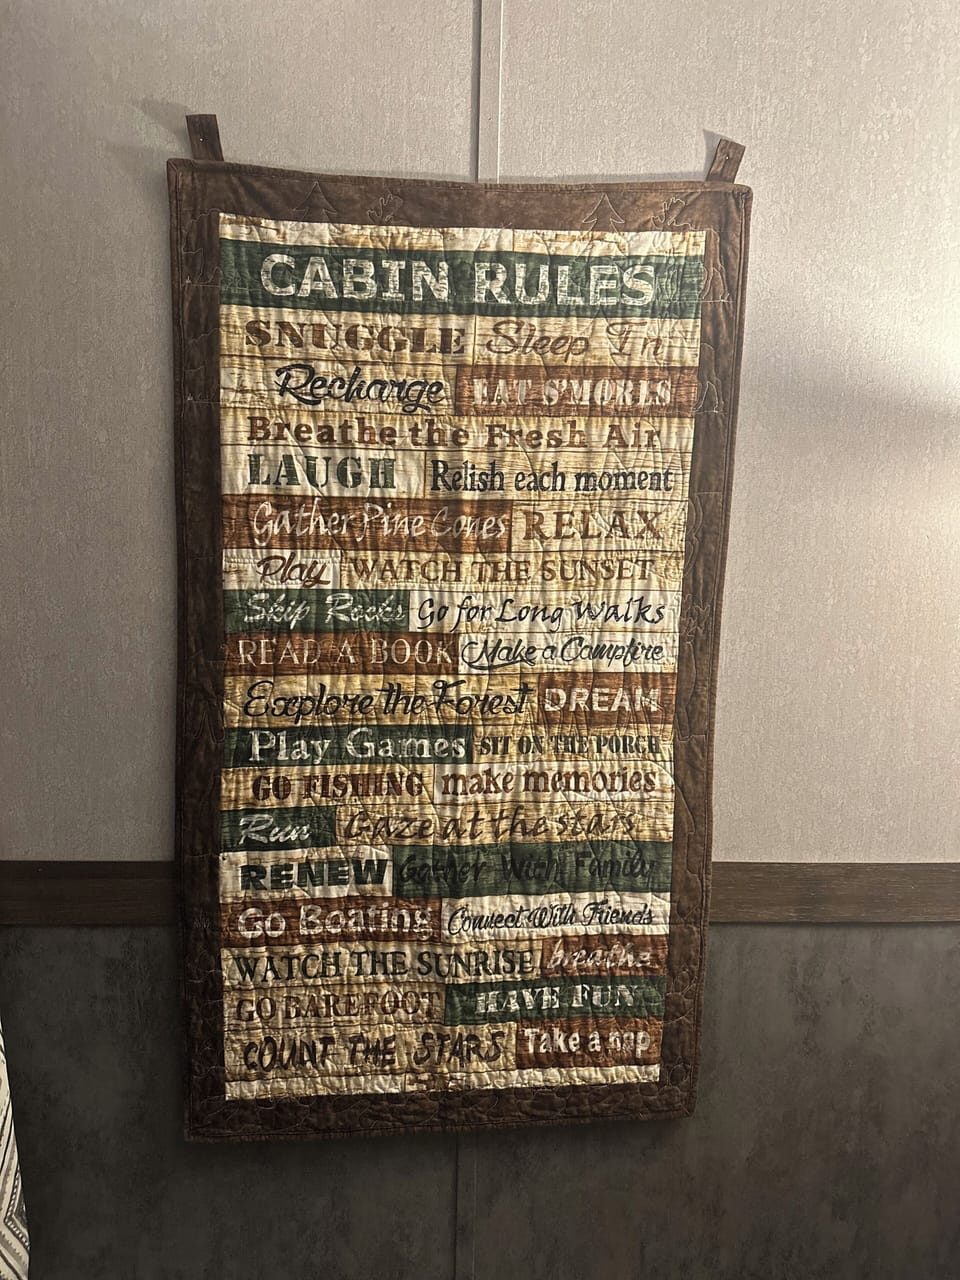 CABIN RULES
SNUGGLE Sleep In
Recharge EAT S'MORES
Breathe the Fresh Air
LAUGH Relish each moment
Gather Pine Cones RELAX
Play WATCH THE SUNSET
Skip Rocks Go for Long Walks
READ A BOOK Make a Campfire
Explore the Forest DREAM
Play Games SIT ON THE PORCH
GO FISHING make memories
Run Gaze at the stars
RENEW Gather With Family
Go Boating Connect With Friends
WATCH THE SUNRISE breathe
GO BAREFOOT HAVE FUN
COUNT THE STARS Take a nap